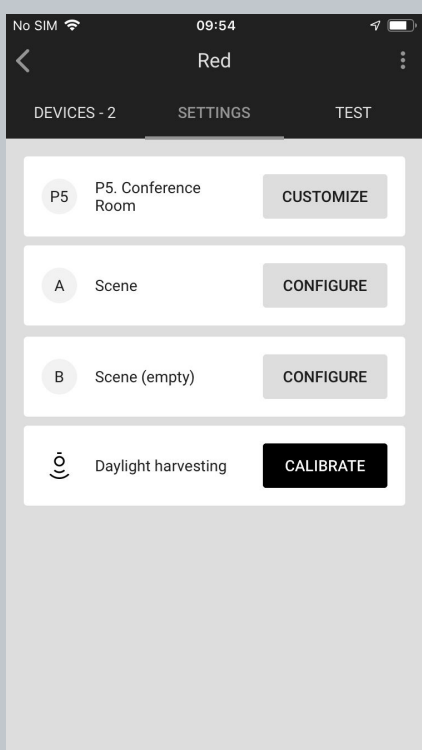 No SIM 09:54
Red
DEVICES - 2 SETTINGS TEST
P5 P5. Conference
Room
CUSTOMIZE
A Scene CONFIGURE
B Scene (empty) CONFIGURE
Daylight harvesting CALIBRATE